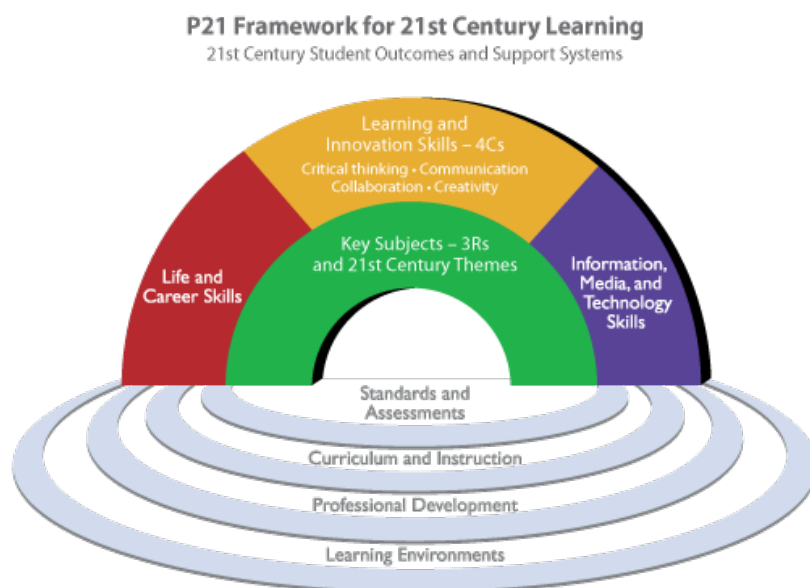 P21 Framework for 21st Century Learning
21st Century Student Outcomes and Support Systems
Learning and
Innovation Skills – 4Cs
Critical thinking • Communication
Collaboration • Creativity
Key Subjects – 3Rs
and 21st Century Themes
Life and
Career Skills
Information,
Media, and
Technology
Skills
Standards and
Assessments
Curriculum and Instruction
Professional Development
Learning Environments